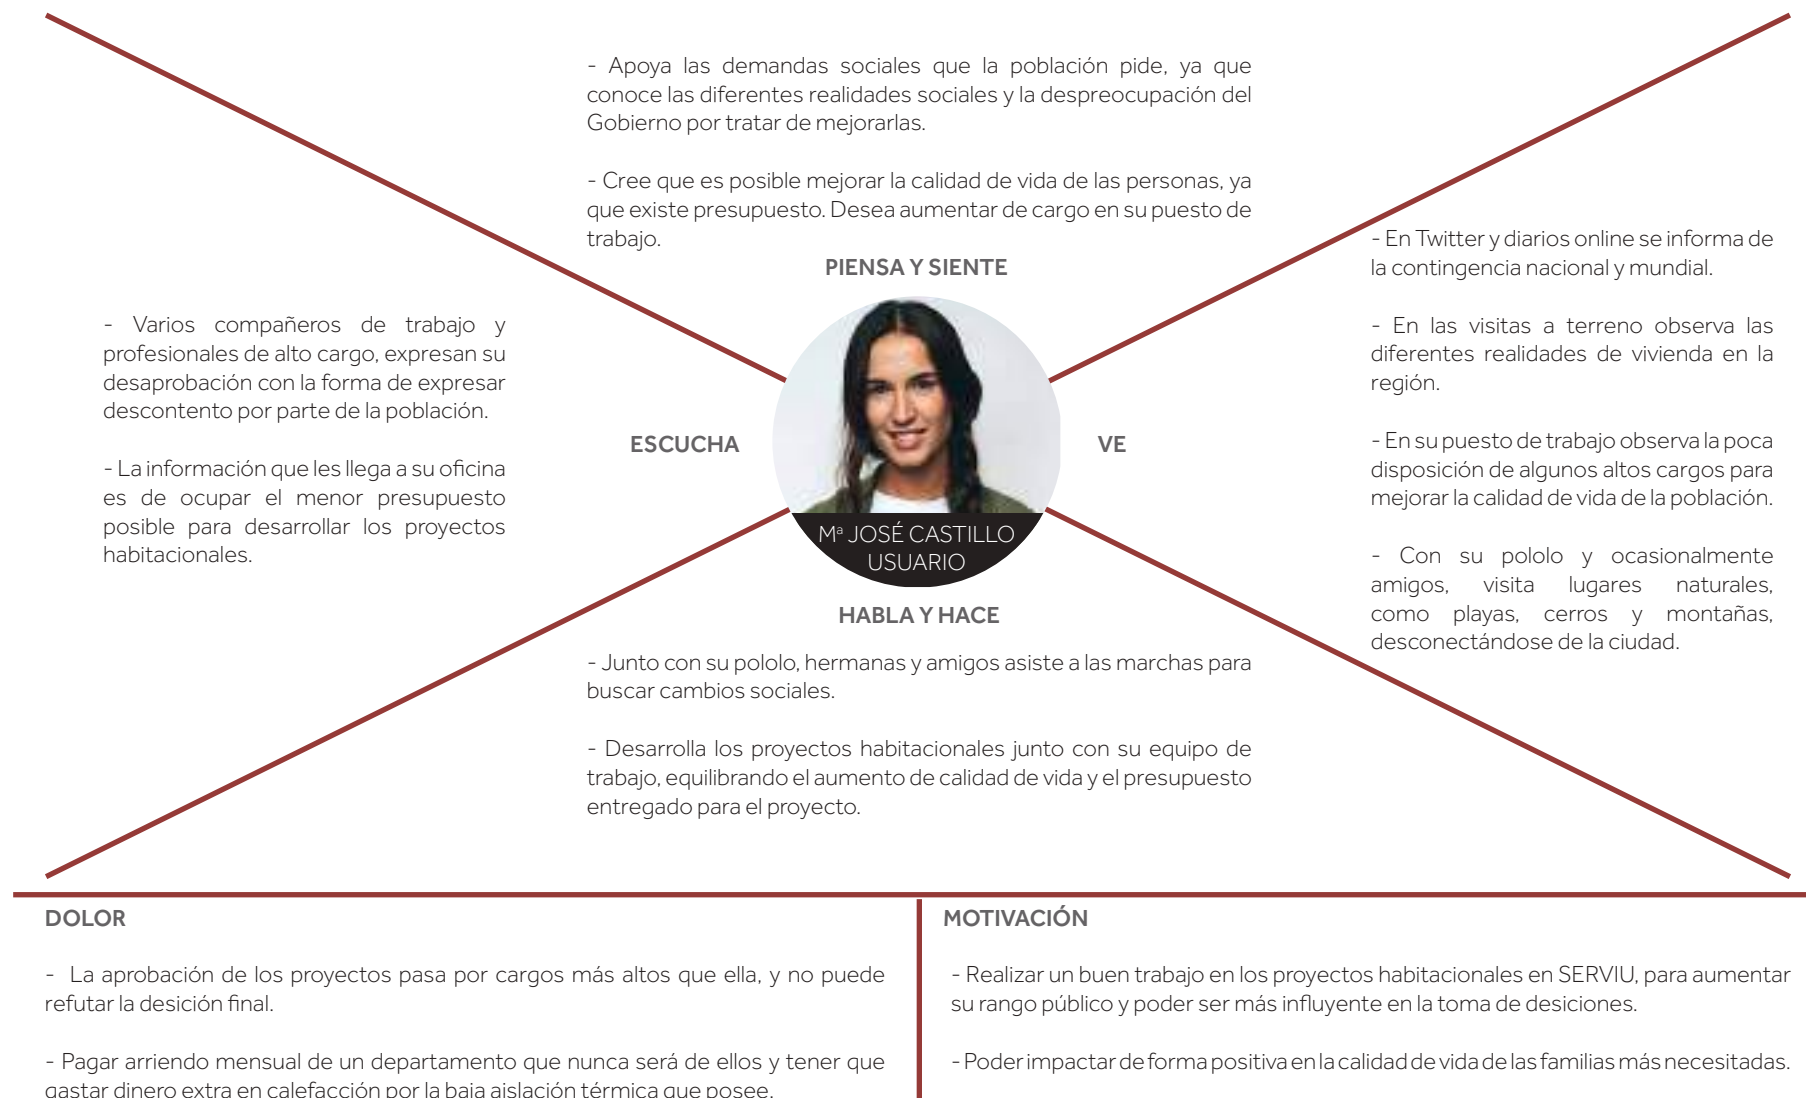 - Apoya las demandas sociales que la población pide, ya que
conoce las diferentes realidades sociales y la despreocupación del
Gobierno por tratar de mejorarlas.
- Cree que es posible mejorar la calidad de vida de las personas, ya
que existe presupuesto. Desea aumentar de cargo en su puesto de
trabajo.
PIENSA Y SIENTE
- Varios compañeros de trabajo y
profesionales de alto cargo, expresan su
desaprobación con la forma de expresar
descontento por parte de la población.
- La información que les llega a su oficina
es de ocupar el menor presupuesto
posible para desarrollar los proyectos
habitacionales.
ESCUCHA
Mª JOSÉ CASTILLO
USUARIO
VE
- En Twitter y diarios online se informa de
la contingencia nacional y mundial.
- En las visitas a terreno observa las
diferentes realidades de vivienda en la
región.
- En su puesto de trabajo observa la poca
disposición de algunos altos cargos para
mejorar la calidad de vida de la población.
- Con su pololo y ocasionalmente
amigos, visita lugares naturales,
como playas, cerros y montañas,
desconectándose de la ciudad.
HABLA Y HACE
- Junto con su pololo, hermanas y amigos asiste a las marchas para
buscar cambios sociales.
- Desarrolla los proyectos habitacionales junto con su equipo de
trabajo, equilibrando el aumento de calidad de vida y el presupuesto
entregado para el proyecto.
DOLOR
- La aprobación de los proyectos pasa por cargos más altos que ella, y no puede
refutar la desición final.
- Pagar arriendo mensual de un departamento que nunca será de ellos y tener que
gastar dinero extra en calefacción por la baja aislación térmica que posee.
MOTIVACIÓN
- Realizar un buen trabajo en los proyectos habitacionales en SERVIU, para aumentar
su rango público y poder ser más influyente en la toma de desiciones.
- Poder impactar de forma positiva en la calidad de vida de las familias más necesitadas.